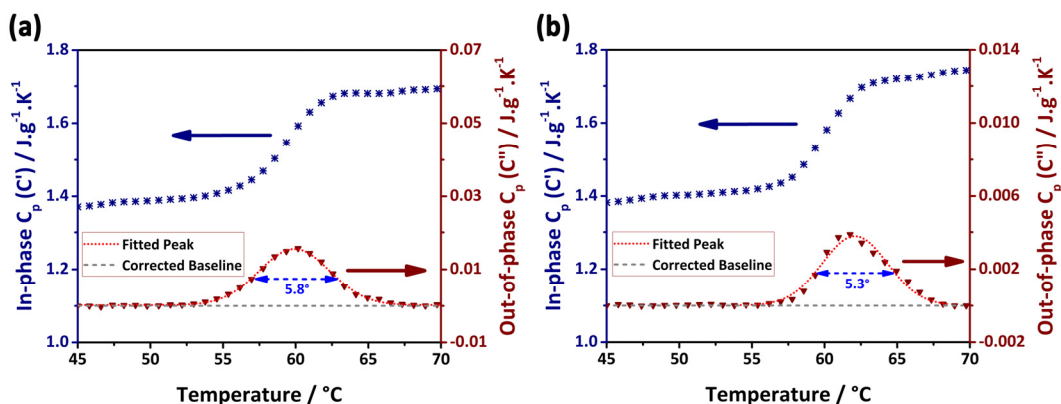 (a)
1.8
1.6
1.4
1.2
1.0
In-phase Cₚ (C') / J.g⁻¹.K⁻¹
0.07
0.05
0.03
0.01
-0.01
Out-of-phase Cₚ (C") / J.g⁻¹.K⁻¹
Fitted Peak
Corrected Baseline
5.8°
45 50 55 60 65 70
Temperature / °C
(b)
1.8
1.6
1.4
1.2
1.0
In-phase Cₚ (C') / J.g⁻¹.K⁻¹
0.014
0.010
0.006
0.002
-0.002
Out-of-phase Cₚ (C") / J.g⁻¹.K⁻¹
Fitted Peak
Corrected Baseline
5.3°
45 50 55 60 65 70
Temperature / °C